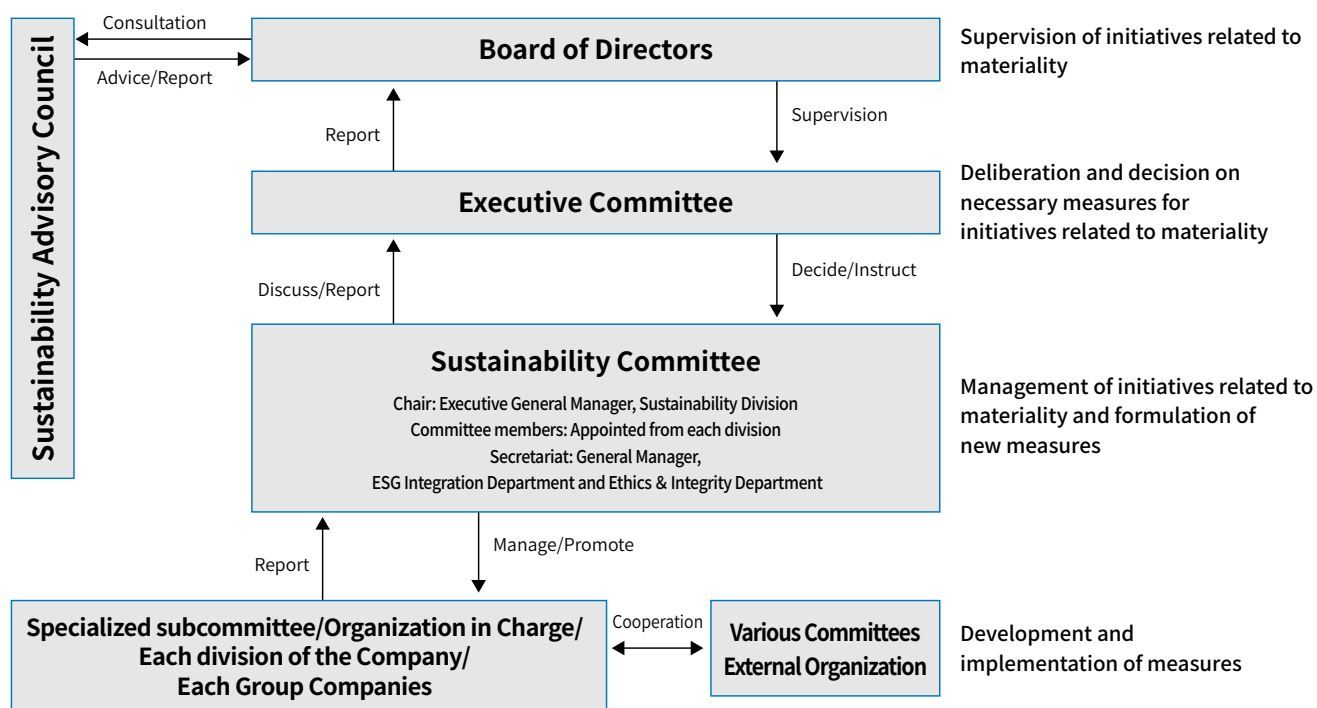 Sustainability Advisory Council
Consultation
Advice/Report
Board of Directors
Supervision of initiatives related to
materiality
Report
Supervision
Executive Committee
Deliberation and decision on
necessary measures for
initiatives related to materiality
Discuss/Report
Decide/Instruct
Sustainability Committee
Chair: Executive General Manager, Sustainability Division
Committee members: Appointed from each division
Secretariat: General Manager,
ESG Integration Department and Ethics & Integrity Department
Management of initiatives related to
materiality and formulation of
new measures
Report
Manage/Promote
Specialized subcommittee/Organization in Charge/
Each division of the Company/
Each Group Companies
Cooperation
Various Committees
External Organization
Development and
implementation of measures